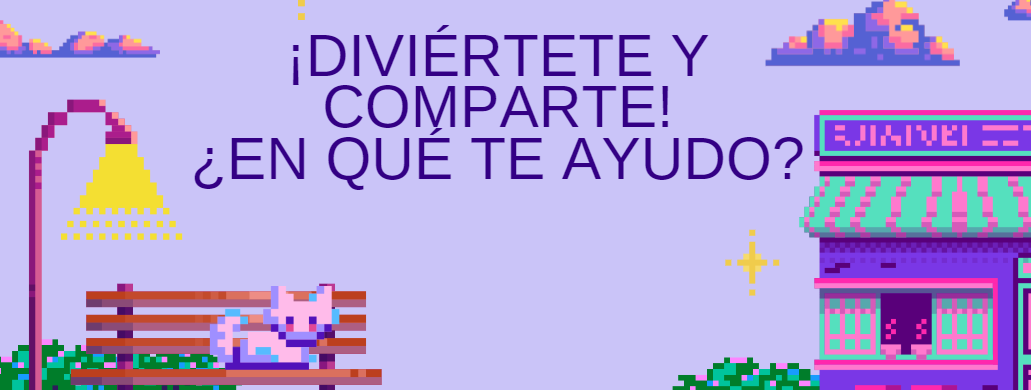 ¡DIVIÉRTETE Y
COMPARTE!
¿EN QUÉ TE AYUDO?